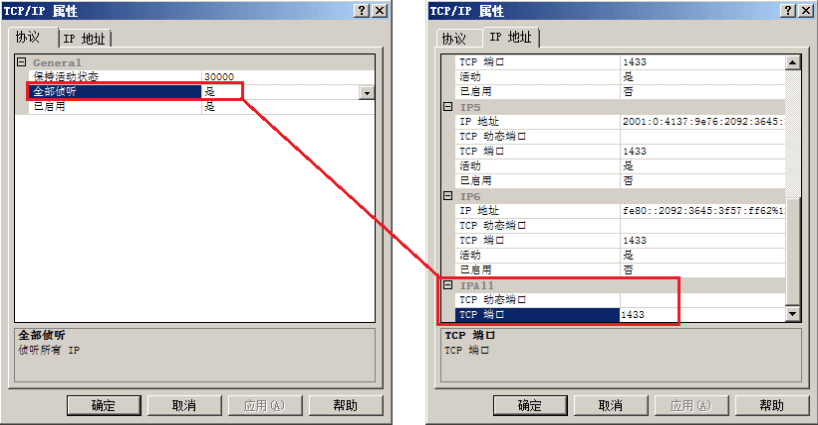 TCP/IP 属性
协议
IP 地址
General
保持活动状态 30000
全部侦听 是
已启用 是
全部侦听
侦听所有 IP
确定
取消
应用(A)
帮助
TCP/IP 属性
协议
IP 地址
TCP 端口 1433
活动 是
已启用 否
IP5
IP 地址 2001:0:4137:9e76:2092:3645:
TCP 动态端口
TCP 端口 1433
活动 是
已启用 否
IP6
IP 地址 fe80::2092:3645:3f57:ff62%1
TCP 动态端口
TCP 端口 1433
活动 是
已启用 否
IPAll
TCP 动态端口
TCP 端口 1433
TCP 端口
TCP 端口
确定
取消
应用(A)
帮助